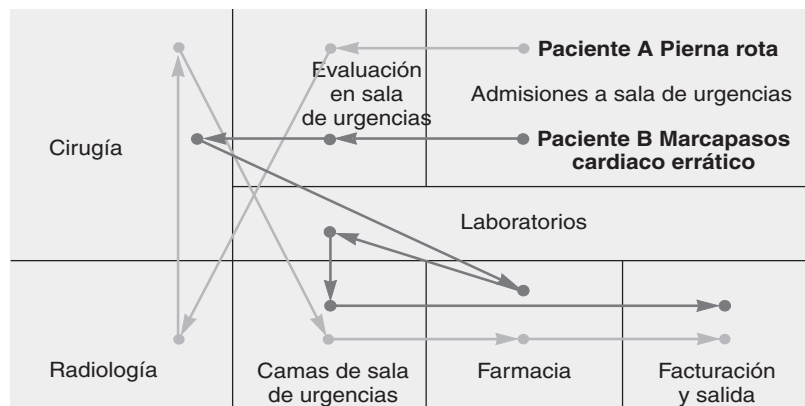 Paciente A Pierna rota
Evaluación
en sala
de urgencias
Admisiones a sala de urgencias
Cirugía
Paciente B Marcapasos
cardiaco errático
Laboratorios
Radiología
Camas de sala
de urgencias
Farmacia
Facturación
y salida